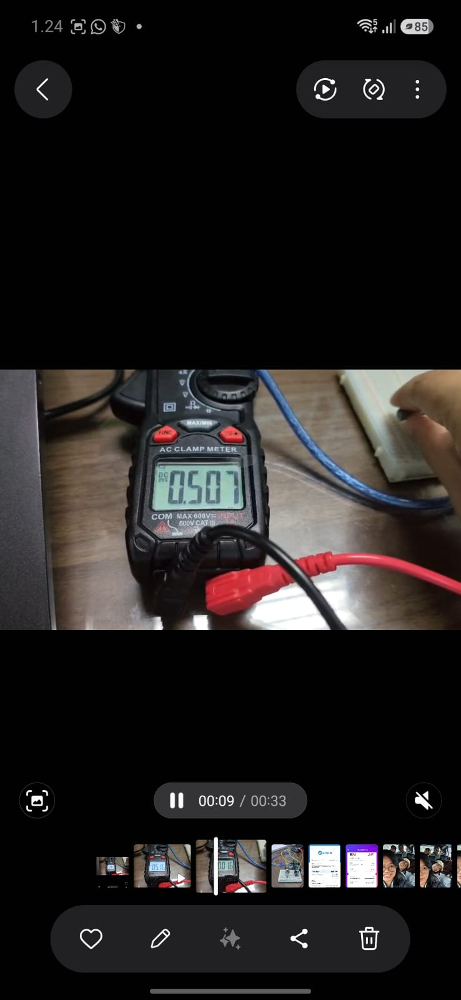 1.24
5
85
FUNC
MAX/MIN
AC CLAMP METER
DC
0.507
COM
MAX 600V
INPUT
600V CAT III
00:09 / 00:33